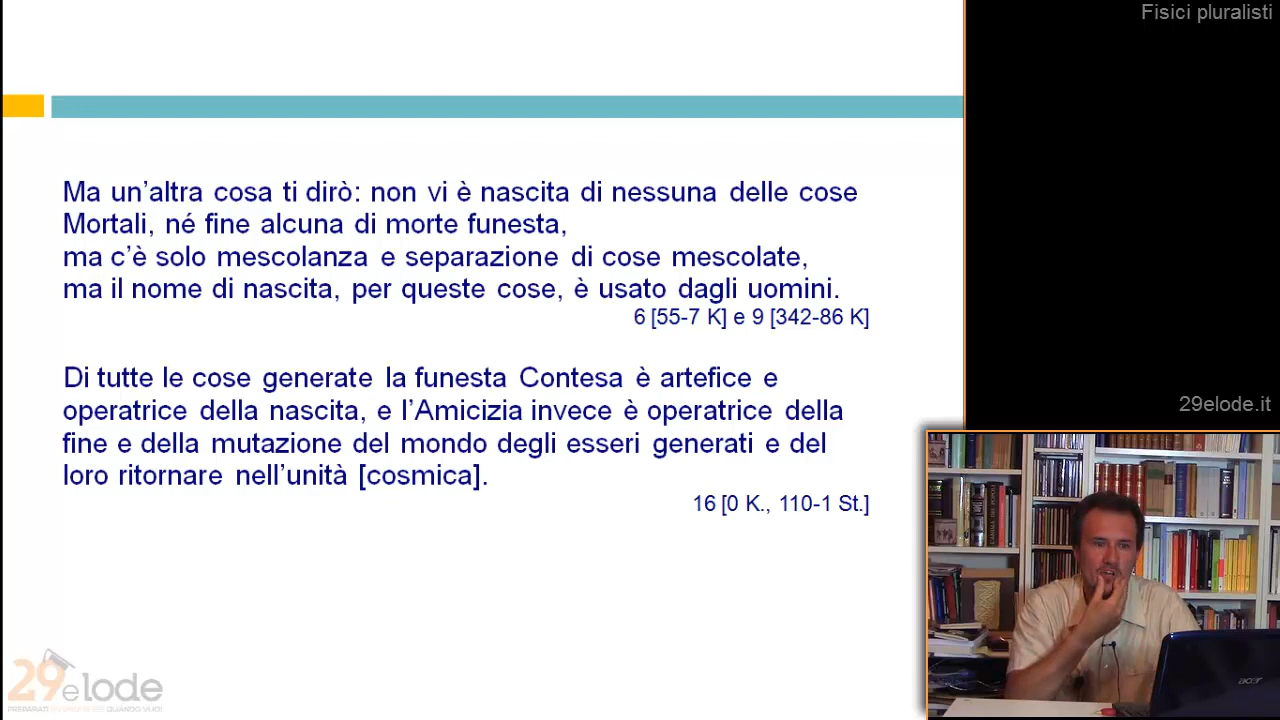 Fisici pluralisti
Ma un’altra cosa ti dirò: non vi è nascita di nessuna delle cose
Mortali, né fine alcuna di morte funesta,
ma c’è solo mescolanza e separazione di cose mescolate,
ma il nome di nascita, per queste cose, è usato dagli uomini.
6 [55-7 K] e 9 [342-86 K]
Di tutte le cose generate la funesta Contesa è artefice e
operatrice della nascita, e l’Amicizia invece è operatrice della
fine e della mutazione del mondo degli esseri generati e del
loro ritornare nell’unità [cosmica].
16 [0 K., 110-1 St.]
29elode.it
29elode
acer